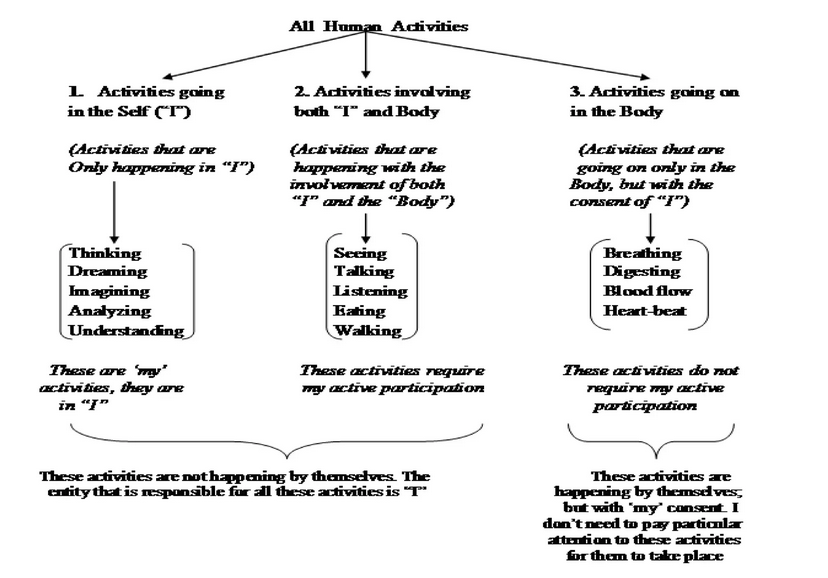 All Human Activities
1. Activities going
in the Self ("I")
(Activities that are
Only happening in "I")
Thinking
Dreaming
Imagining
Analyzing
Understanding
These are 'my'
activities, they are
in "I"
2. Activities involving
both "I" and Body
(Activities that are
happening with the
involvement of both
"I" and the "Body")
Seeing
Talking
Listening
Eating
Walking
These activities require
my active participation
3. Activities going on
in the Body
(Activities that are
going on only in the
Body, but with the
consent of "I")
Breathing
Digesting
Blood flow
Heart-beat
These activities do not
require my active
participation
These activities are not happening by themselves. The
entity that is responsible for all these activities is "I"
These activities are
happening by themselves;
but with 'my' consent. I
don't need to pay particular
attention to these activities
for them to take place